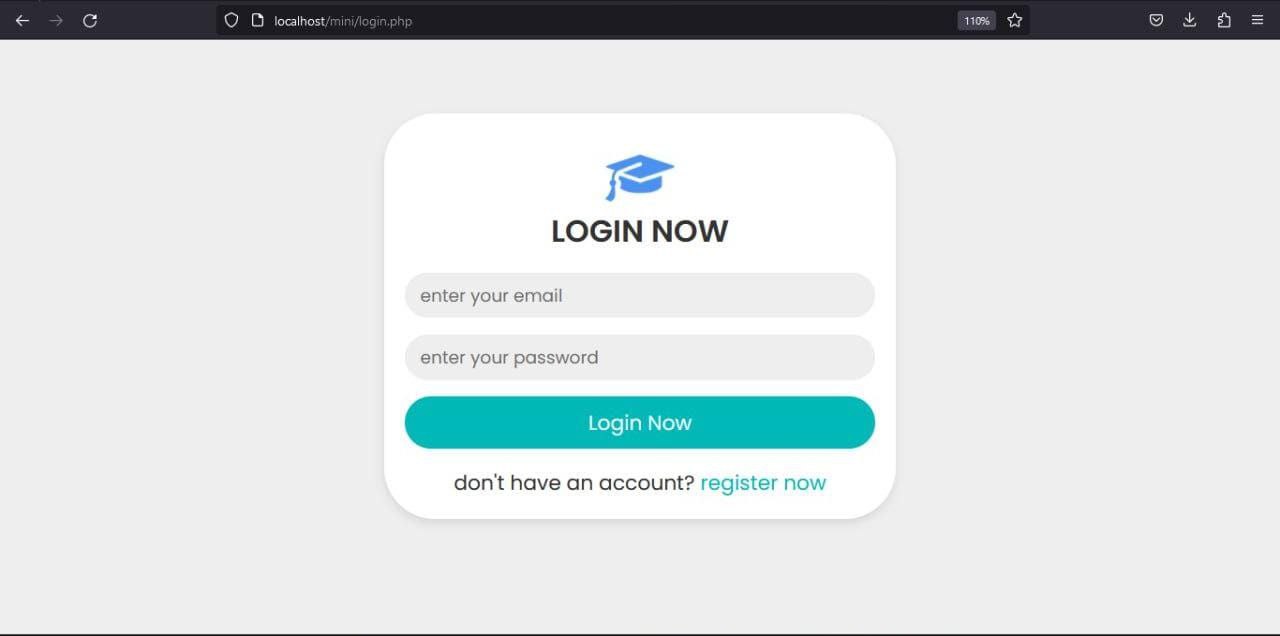 localhost/mini/login.php
110%
LOGIN NOW
enter your email
enter your password
Login Now
don't have an account? register now